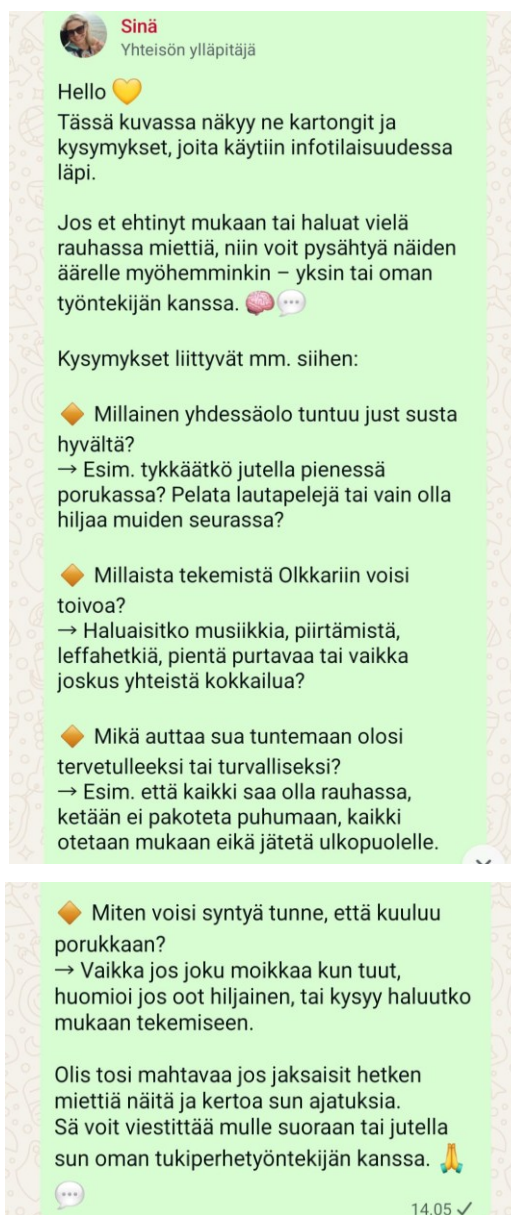 Sinä
Yhteisön ylläpitäjä
Hello 💛
Tässä kuvassa näkyy ne kartongit ja
kysymykset, joita käytiin infotilaisuudessa
läpi.
Jos et ehtinyt mukaan tai haluat vielä
rauhassa miettiä, niin voit pysähtyä näiden
äärelle myöhemminkin – yksin tai oman
työntekijän kanssa. 🧠💬
Kysymykset liittyvät mm. siihen:
🔶 Millainen yhdessäolo tuntuu just susta
hyvältä?
→ Esim. tykkäätkö jutella pienessä
porukassa? Pelata lautapelejä tai vain olla
hiljaa muiden seurassa?
🔶 Millaista tekemistä Olkkariin voisi
toivoa?
→ Haluaisitko musiikkia, piirtämistä,
leffahetkiä, pientä purtavaa tai vaikka
joskus yhteistä kokkailua?
🔶 Mikä auttaa sua tuntemaan olosi
tervetulleeksi tai turvalliseksi?
→ Esim. että kaikki saa olla rauhassa,
ketään ei pakoteta puhumaan, kaikki
otetaan mukaan eikä jätetä ulkopuolelle.
🔶 Miten voisi syntyä tunne, että kuuluu
porukkaan?
→ Vaikka jos joku moikkaa kun tuut,
huomioi jos oot hiljainen, tai kysyy haluutko
mukaan tekemiseen.
Olis tosi mahtavaa jos jaksaisit hetken
miettiä näitä ja kertoa sun ajatuksia.
Sä voit viestittää mulle suoraan tai jutella
sun oman tukiperhetyöntekijän kanssa. 🙏
💬
14.05 ✓